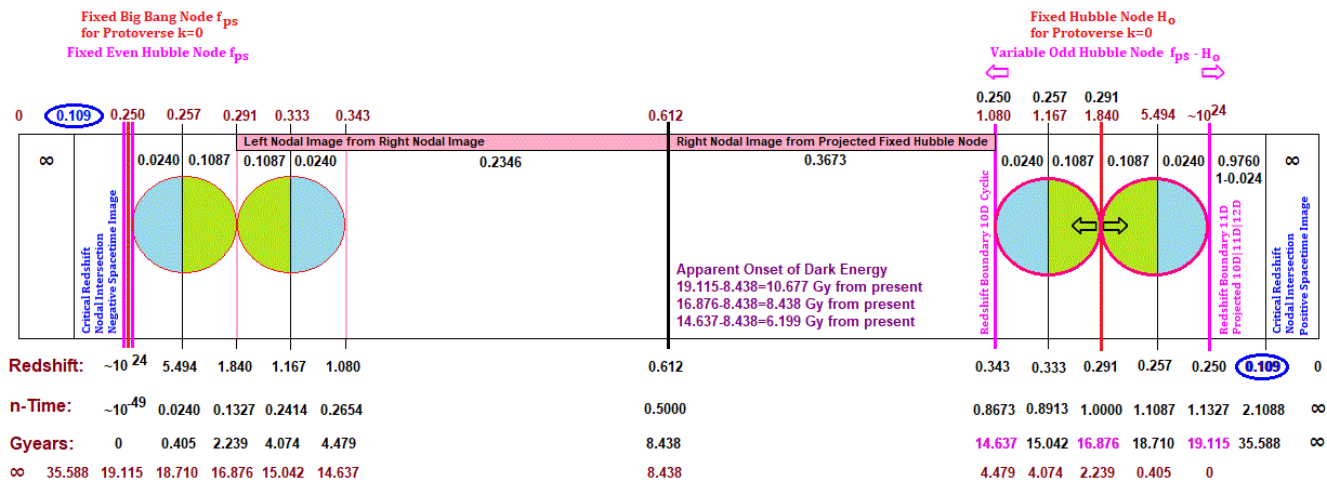 Fixed Big Bang Node fps
for Protoverse k=0
Fixed Even Hubble Node fps
Fixed Hubble Node Ho
for Protoverse k=0
Variable Odd Hubble Node fps - Ho
0.250 0.257 0.291
0 0.109 0.250 0.257 0.291 0.333 0.343 0.612 1.080 1.167 1.840 5.494 ~10 24
Left Nodal Image from Right Nodal Image
Right Nodal Image from Projected Fixed Hubble Node
∞ 0.0240 0.1087 0.1087 0.0240 0.2346 0.3673 0.0240 0.1087 0.1087 0.0240 0.9760 ∞
1-0.024
Critical Redshift
Nodal Intersection
Negative Spacetime Image
Apparent Onset of Dark Energy
19.115-8.438=10.677 Gy from present
16.876-8.438=8.438 Gy from present
14.637-8.438=6.199 Gy from present
Redshift Boundary 10D Cyclic
Redshift Boundary 11D
Projected 10D|11D|12D
Critical Redshift
Nodal Intersection
Positive Spacetime Image
Redshift: ~10 24 5.494 1.840 1.167 1.080 0.612 0.343 0.333 0.291 0.257 0.250 0.109 0
n-Time: ~10 -49 0.0240 0.1327 0.2414 0.2654 0.5000 0.8673 0.8913 1.0000 1.1087 1.1327 2.1088 ∞
Gyears: 0 0.405 2.239 4.074 4.479 8.438 14.637 15.042 16.876 18.710 19.115 35.588 ∞
∞ 35.588 19.115 18.710 16.876 15.042 14.637 8.438 4.479 4.074 2.239 0.405 0